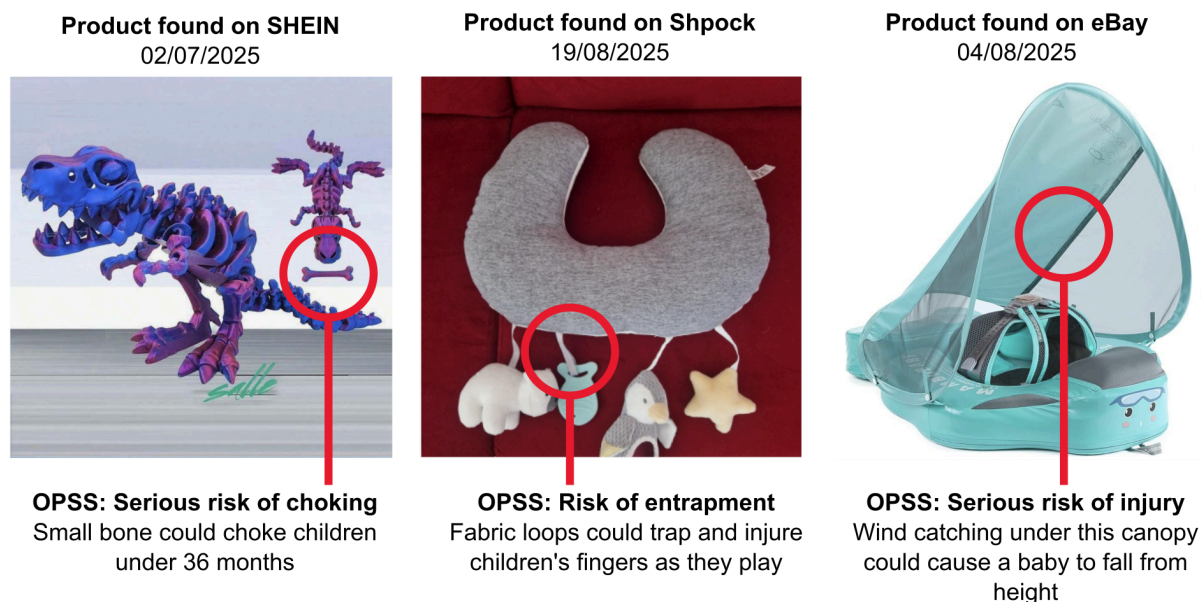 Product found on SHEIN
02/07/2025
Product found on Shpock
19/08/2025
Product found on eBay
04/08/2025
salle
OPSS: Serious risk of choking
Small bone could choke children
under 36 months
OPSS: Risk of entrapment
Fabric loops could trap and injure
children's fingers as they play
OPSS: Serious risk of injury
Wind catching under this canopy
could cause a baby to fall from
height